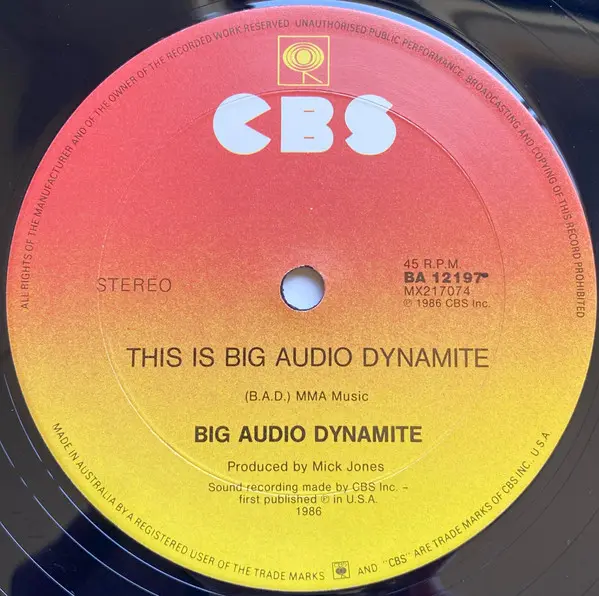 ALL RIGHTS OF THE MANUFACTURER AND OF THE OWNER OF THE RECORDED WORK RESERVED. UNAUTHORISED PUBLIC PERFORMANCE, BROADCASTING AND COPYING OF THIS RECORD PROHIBITED
CBS
STEREO
45 R.P.M.
BA 12197
MX217074
℗ 1986 CBS Inc.
THIS IS BIG AUDIO DYNAMITE
(B.A.D.) MMA Music
BIG AUDIO DYNAMITE
Produced by Mick Jones
Sound recording made by CBS Inc. –
first published ℗ in U.S.A.
1986
MADE IN AUSTRALIA BY A REGISTERED USER OF THE TRADE MARKS AND "CBS" ARE TRADE MARKS OF CBS INC., U.S.A